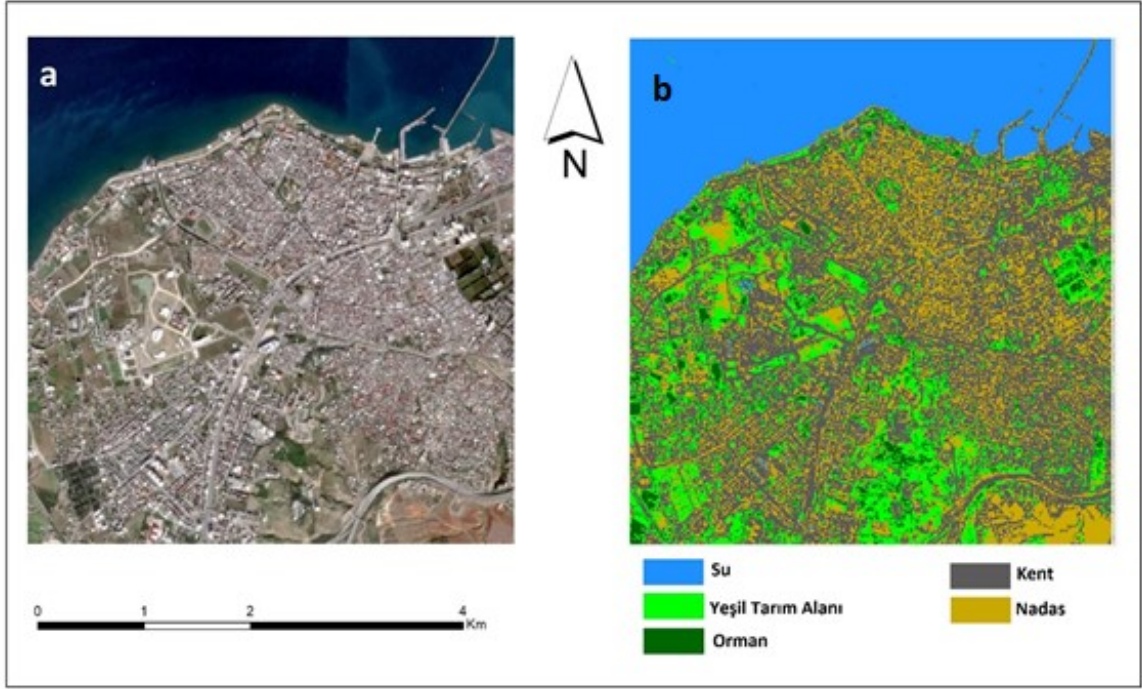 a
b
N
0 1 2 4
Km
Su
Yeşil Tarım Alanı
Orman
Kent
Nadas